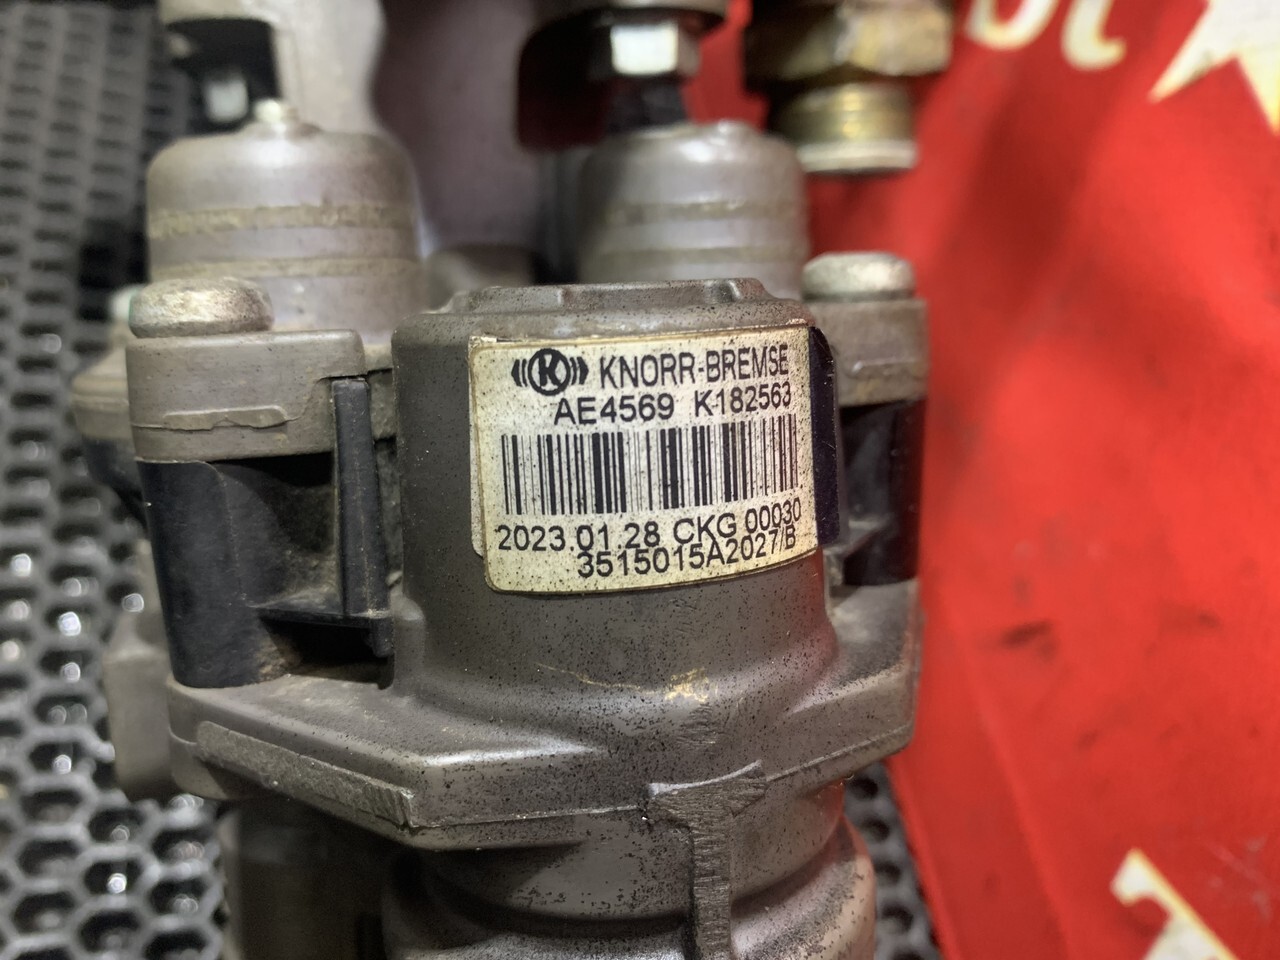 K KNORR-BREMSE
AE4569 K182563
2023.01.28 CKG 00030
3515015A2027/B